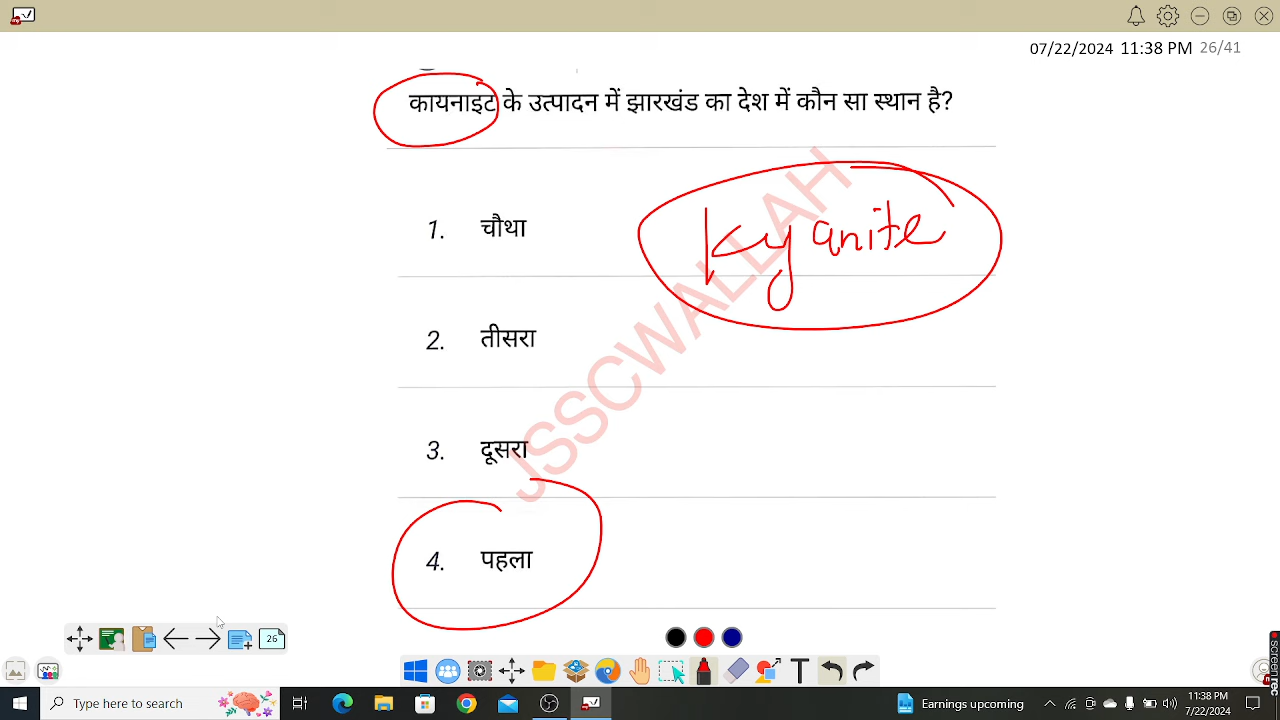 07/22/2024 11:38 PM 26/41
कायनाइट के उत्पादन में झारखंड का देश में कौन सा स्थान है?
Kyanite
1. चौथा
2. तीसरा
3. दूसरा
4. पहला
JSSCWALLAH
26
Type here to search
Earnings upcoming
11:38 PM
7/22/2024